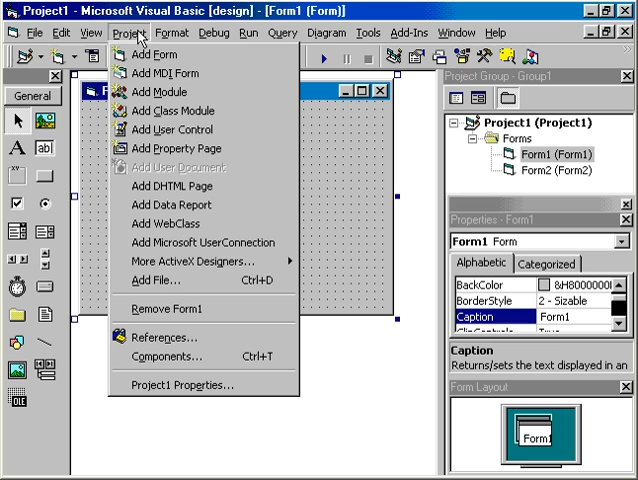 Project1 - Microsoft Visual Basic [design] - [Form1 (Form)]
File Edit View Project Format Debug Run Query Diagram Tools Add-Ins Window Help
General
A
ab
xv
OLE
Add Form
Add MDI Form
Add Module
Add Class Module
Add User Control
Add Property Page
Add User Document
Add DHTML Page
Add Data Report
Add WebClass
Add Microsoft UserConnection
More ActiveX Designers...
Add File... Ctrl+D
Remove Form1
References...
Components... Ctrl+T
Project1 Properties...
Project Group - Group1
Project1 (Project1)
Forms
Form1 (Form1)
Form2 (Form2)
Properties - Form1
Form1 Form
Alphabetic Categorized
BackColor &H8000000
BorderStyle 2 - Sizable
Caption Form1
ClipControls True
Caption
Returns/sets the text displayed in an
Form Layout
Form1